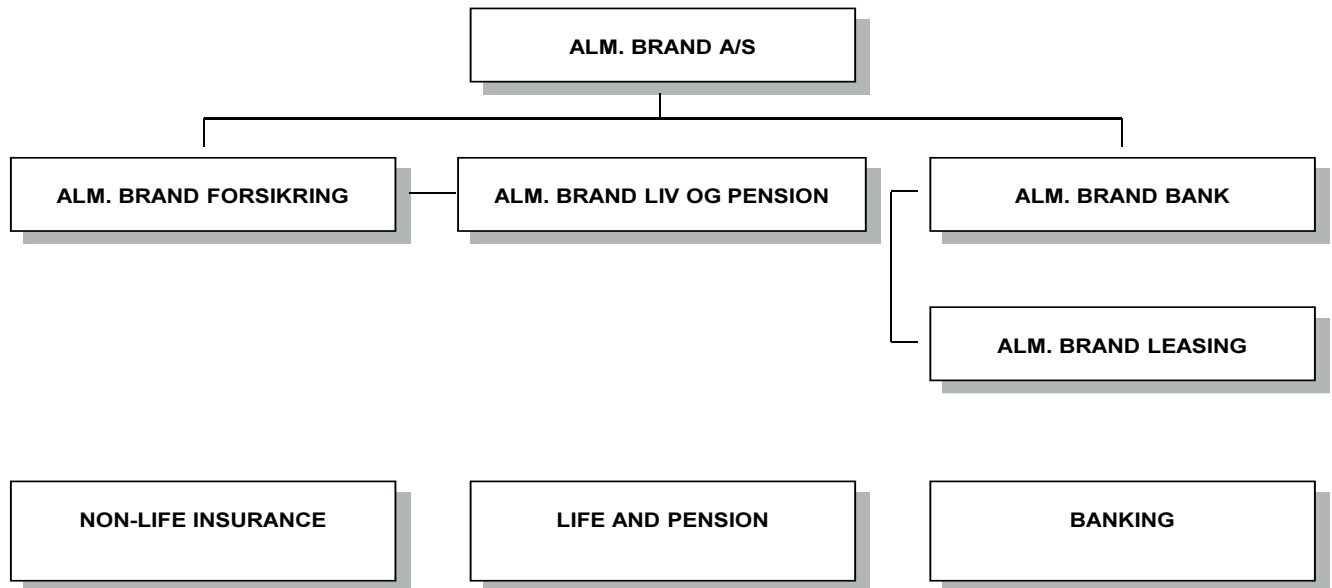 ALM. BRAND A/S
ALM. BRAND FORSIKRING
ALM. BRAND LIV OG PENSION
ALM. BRAND BANK
ALM. BRAND LEASING
NON-LIFE INSURANCE
LIFE AND PENSION
BANKING